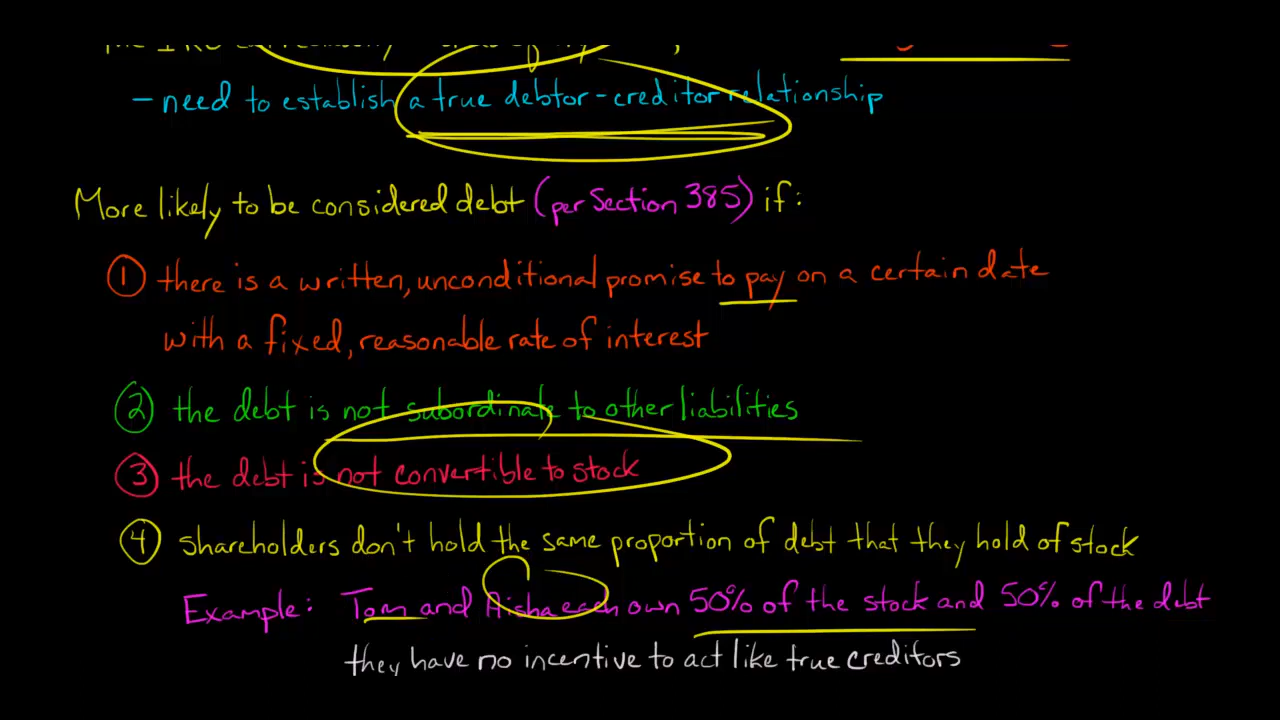 - need to establish a true debtor-creditor relationship
More likely to be considered debt (per Section 385) if:
① there is a written, unconditional promise to pay on a certain date
with a fixed, reasonable rate of interest
② the debt is not subordinate to other liabilities
③ the debt is not convertible to stock
④ shareholders don't hold the same proportion of debt that they hold of stock
Example: Tom and Aisha each own 50% of the stock and 50% of the debt
they have no incentive to act like true creditors